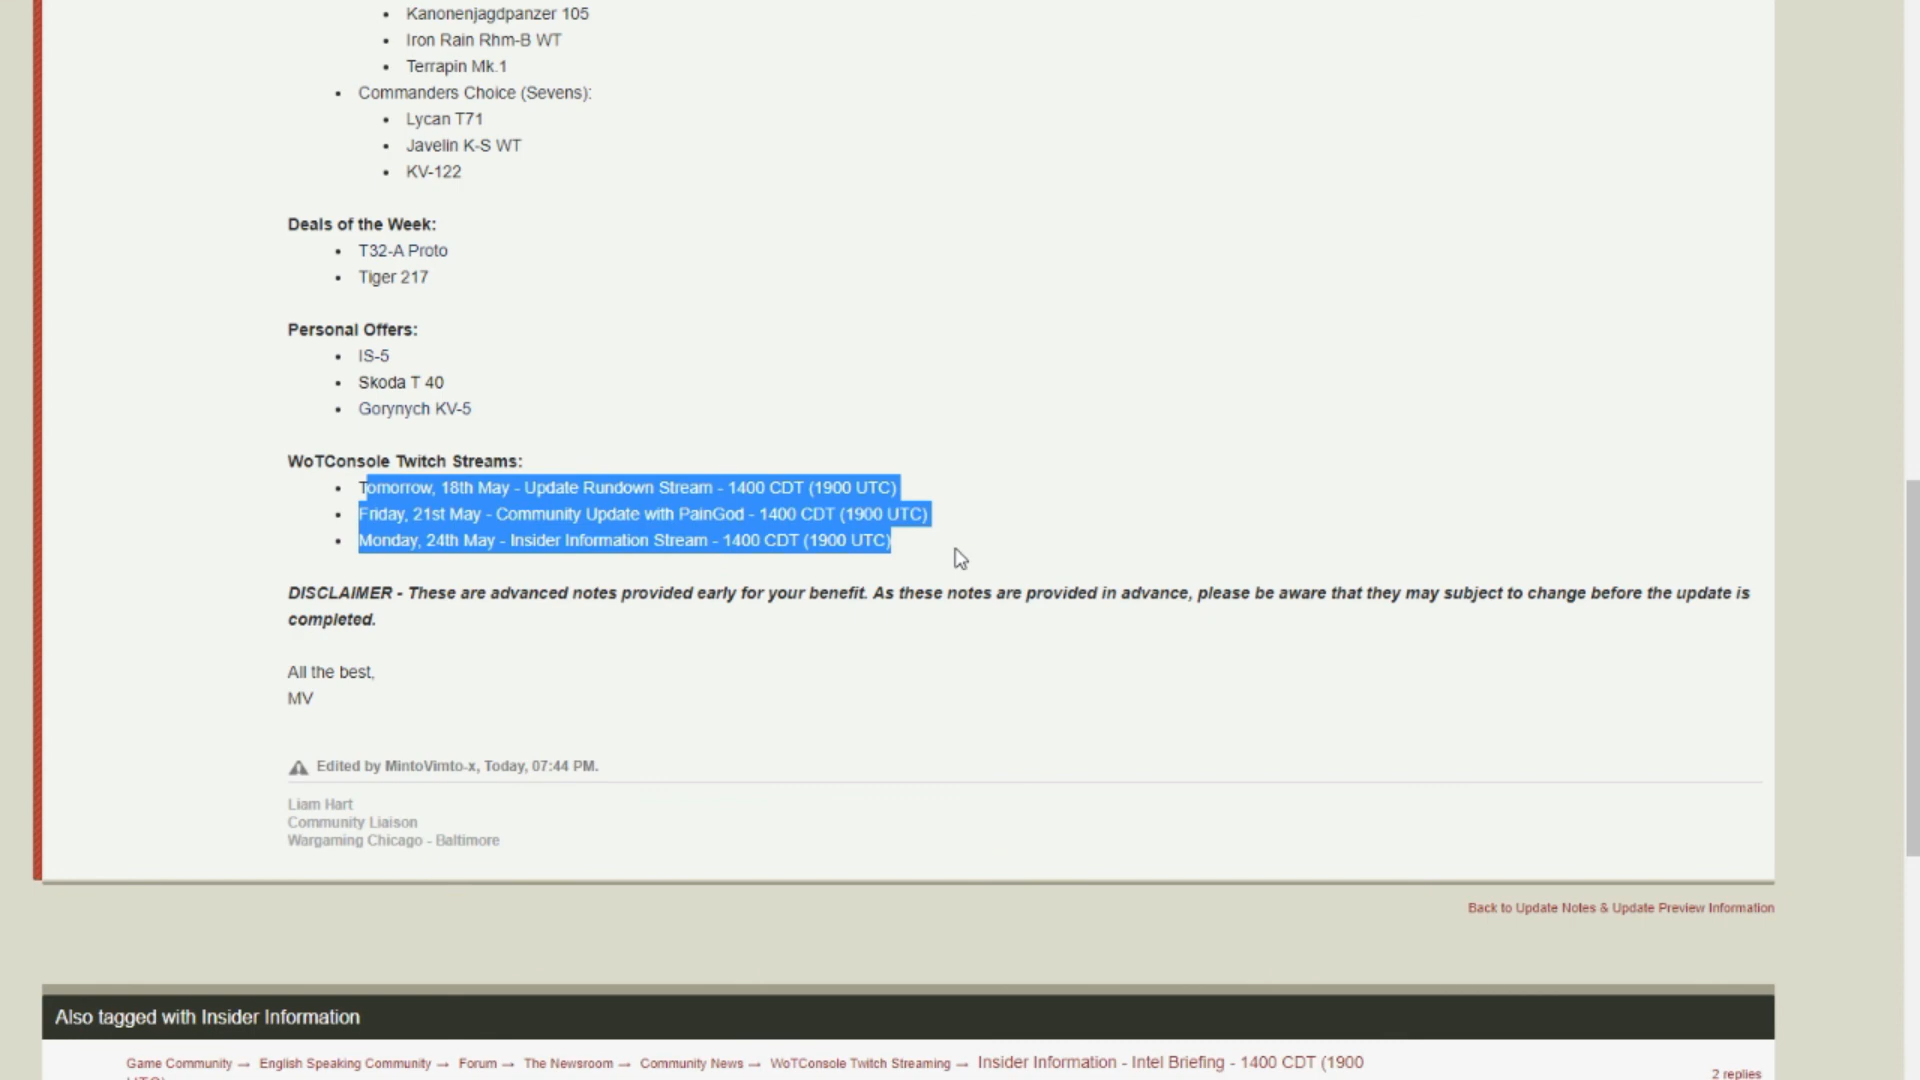 Kanonenjagdpanzer 105
Iron Rain Rhm-B WT
Terrapin Mk.1
Commanders Choice (Sevens):
Lycan T71
Javelin K-S WT
KV-122
Deals of the Week:
T32-A Proto
Tiger 217
Personal Offers:
IS-5
Skoda T 40
Gorynych KV-5
WoTConsole Twitch Streams:
Tomorrow, 18th May - Update Rundown Stream - 1400 CDT (1900 UTC)
Friday, 21st May - Community Update with PainGod - 1400 CDT (1900 UTC)
Monday, 24th May - Insider Information Stream - 1400 CDT (1900 UTC)
DISCLAIMER - These are advanced notes provided early for your benefit. As these notes are provided in advance, please be aware that they may subject to change before the update is
completed.
All the best,
MV
Edited by MintoVimto-x, Today, 07:44 PM.
Liam Hart
Community Liaison
Wargaming Chicago - Baltimore
Back to Update Notes & Update Preview Information
Also tagged with Insider Information
Game Community → English Speaking Community → Forum → The Newsroom → Community News → WoTConsole Twitch Streaming → Insider Information - Intel Briefing - 1400 CDT (1900
2 replies